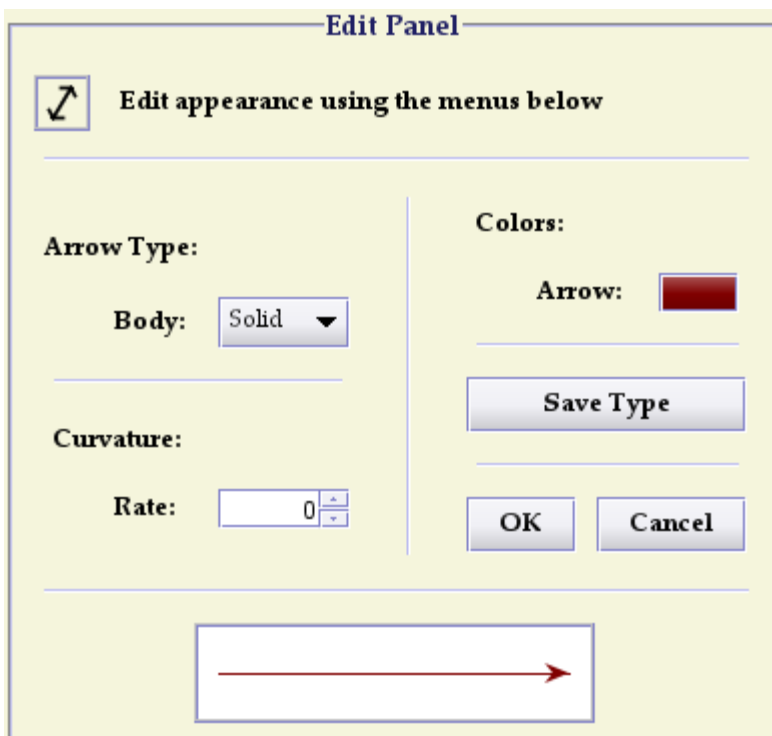 Edit Panel
Edit appearance using the menus below
Arrow Type:
Body: Solid
Curvature:
Rate: 0
Colors:
Arrow:
Save Type
OK Cancel